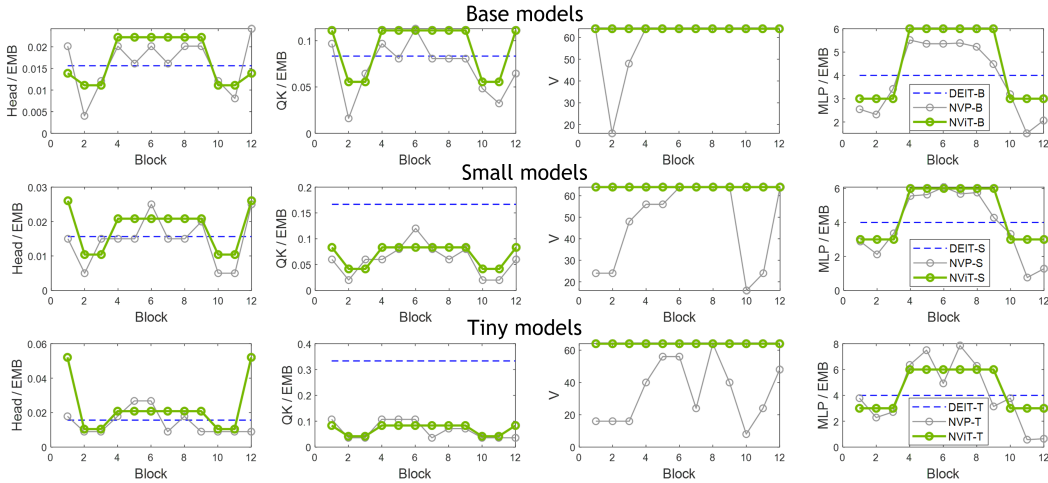 Base models
Head / EMB
0.02
0.015
0.01
0.005
0
0 2 4 6 8 10 12
Block
QK / EMB
0.1
0.05
0
0 2 4 6 8 10 12
Block
V
60
50
40
30
20
0 2 4 6 8 10 12
Block
MLP / EMB
6
5
4
3
2
0 2 4 6 8 10 12
Block
DEIT-B
NVP-B
NViT-B
Small models
Head / EMB
0.03
0.02
0.01
0
0 2 4 6 8 10 12
Block
QK / EMB
0.2
0.15
0.1
0.05
0
0 2 4 6 8 10 12
Block
V
60
50
40
30
20
0 2 4 6 8 10 12
Block
MLP / EMB
6
4
2
0
0 2 4 6 8 10 12
Block
DEIT-S
NVP-S
NViT-S
Tiny models
Head / EMB
0.06
0.04
0.02
0
0 2 4 6 8 10 12
Block
QK / EMB
0.4
0.3
0.2
0.1
0
0 2 4 6 8 10 12
Block
V
60
40
20
0
0 2 4 6 8 10 12
Block
MLP / EMB
8
6
4
2
0
0 2 4 6 8 10 12
Block
DEIT-T
NVP-T
NViT-T